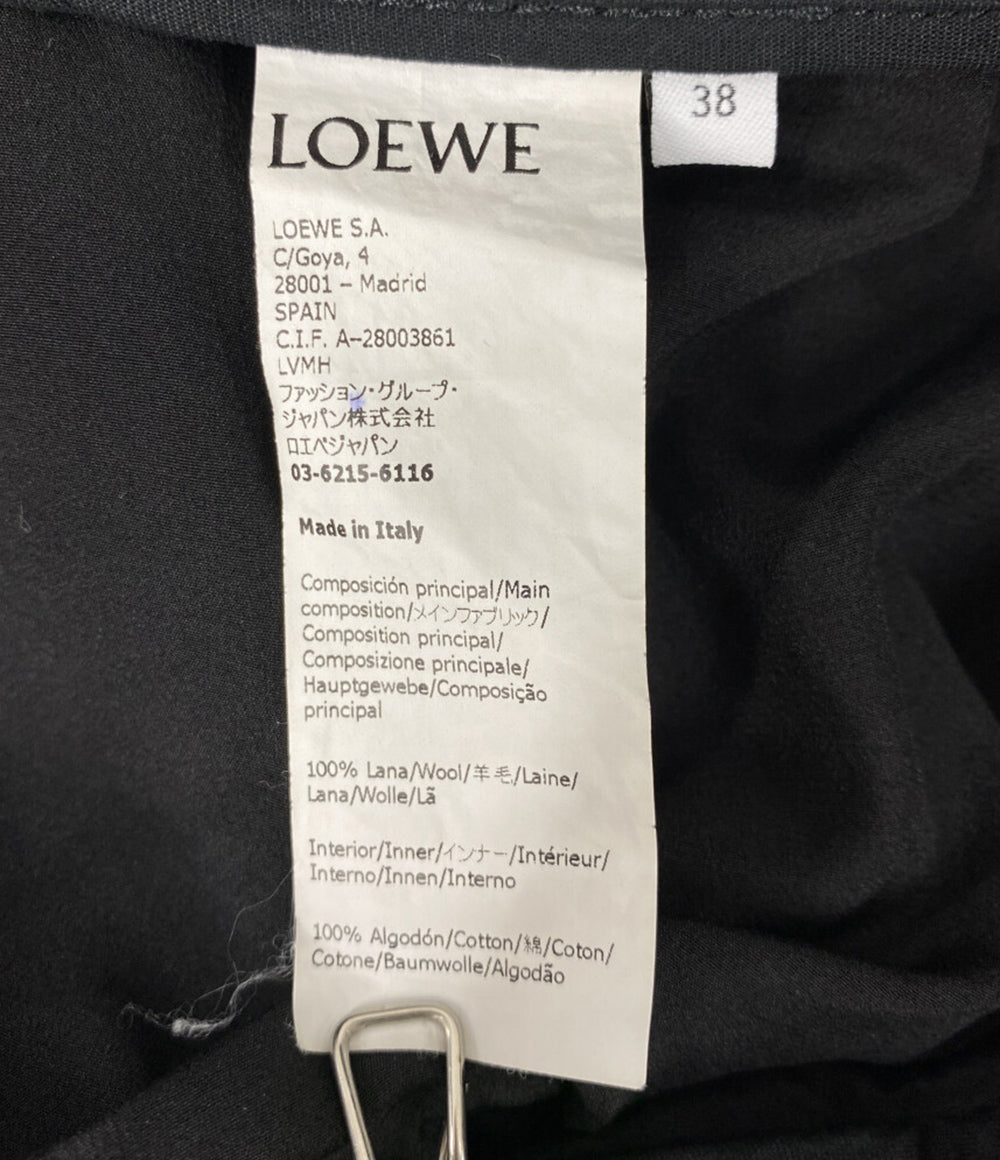 LOEWE
38
LOEWE S.A.
C/Goya, 4
28001 – Madrid
SPAIN
C.I.F. A-28003861
LVMH
ファッション・グループ・
ジャパン株式会社
ロエベジャパン
03-6215-6116
Made in Italy
Composición principal/Main
composition/メインファブリック/
Composition principal/
Composizione principale/
Hauptgewebe/Composição
principal
100% Lana/Wool/羊毛/Laine/
Lana/Wolle/Lã
Interior/Inner/インナー/Intérieur/
Interno/Innen/Interno
100% Algodón/Cotton/綿/Coton/
Cotone/Baumwolle/Algodão